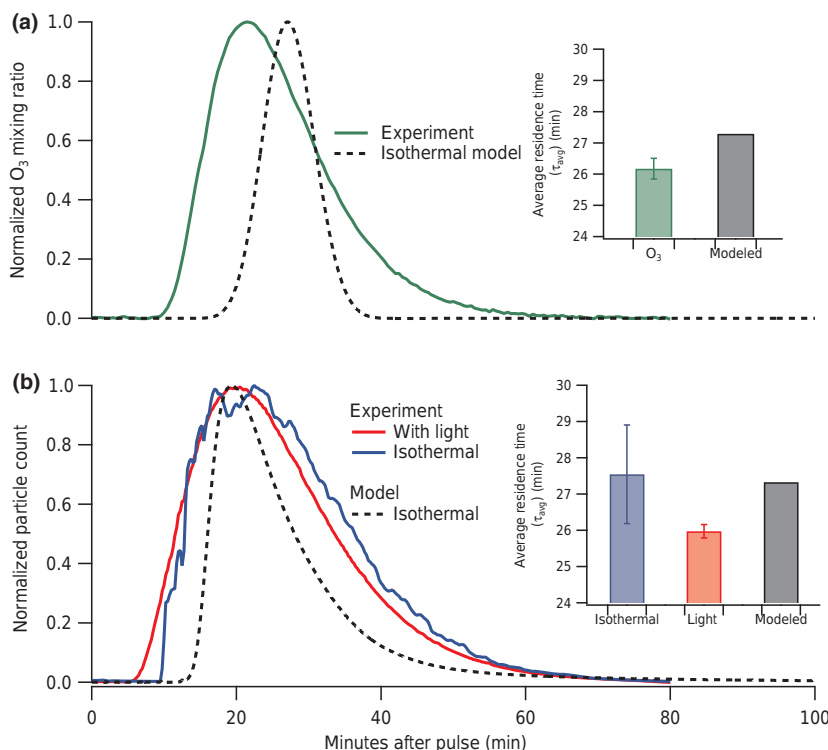 (a)
Normalized O3 mixing ratio
1.0
0.8
0.6
0.4
0.2
0.0
Experiment
Isothermal model
Average residence time
(τavg) (min)
30
29
28
27
26
25
24
O3
Modeled
(b)
Normalized particle count
1.0
0.8
0.6
0.4
0.2
0.0
Experiment
With light
Isothermal
Model
Isothermal
Average residence time
(τavg) (min)
30
29
28
27
26
25
24
Isothermal
Light
Modeled
0
20
40
60
80
100
Minutes after pulse (min)